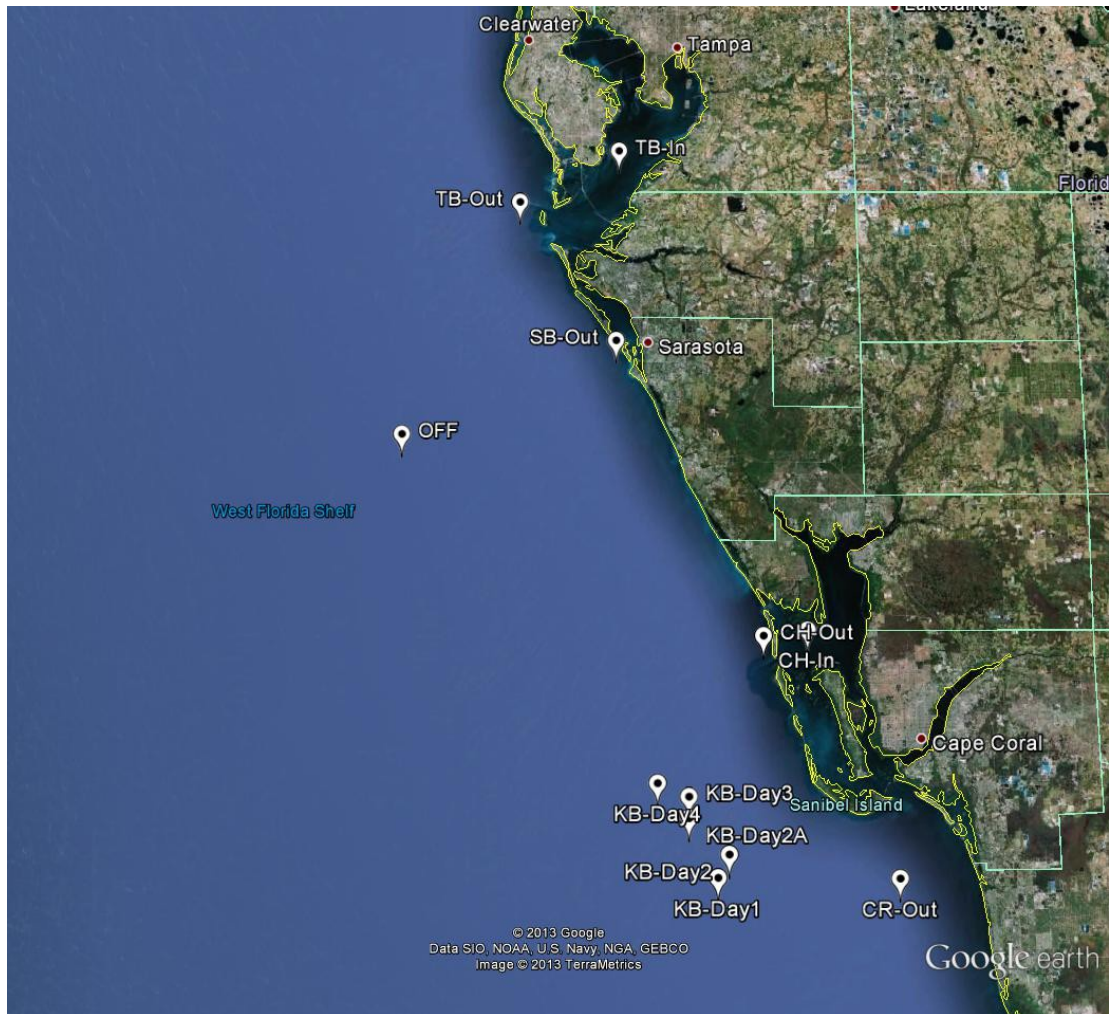 Lakeland
Clearwater
Tampa
TB-In
Florid
TB-Out
SB-Out
Sarasota
OFF
West Florida Shelf
CH-Out
CH-In
Cape Coral
KB-Day3
Sanibel Island
KB-Day4
KB-Day2A
KB-Day2
KB-Day1
CR-Out
© 2013 Google
Data SIO, NOAA, U.S. Navy, NGA, GEBCO
Image © 2013 TerraMetrics
Google earth